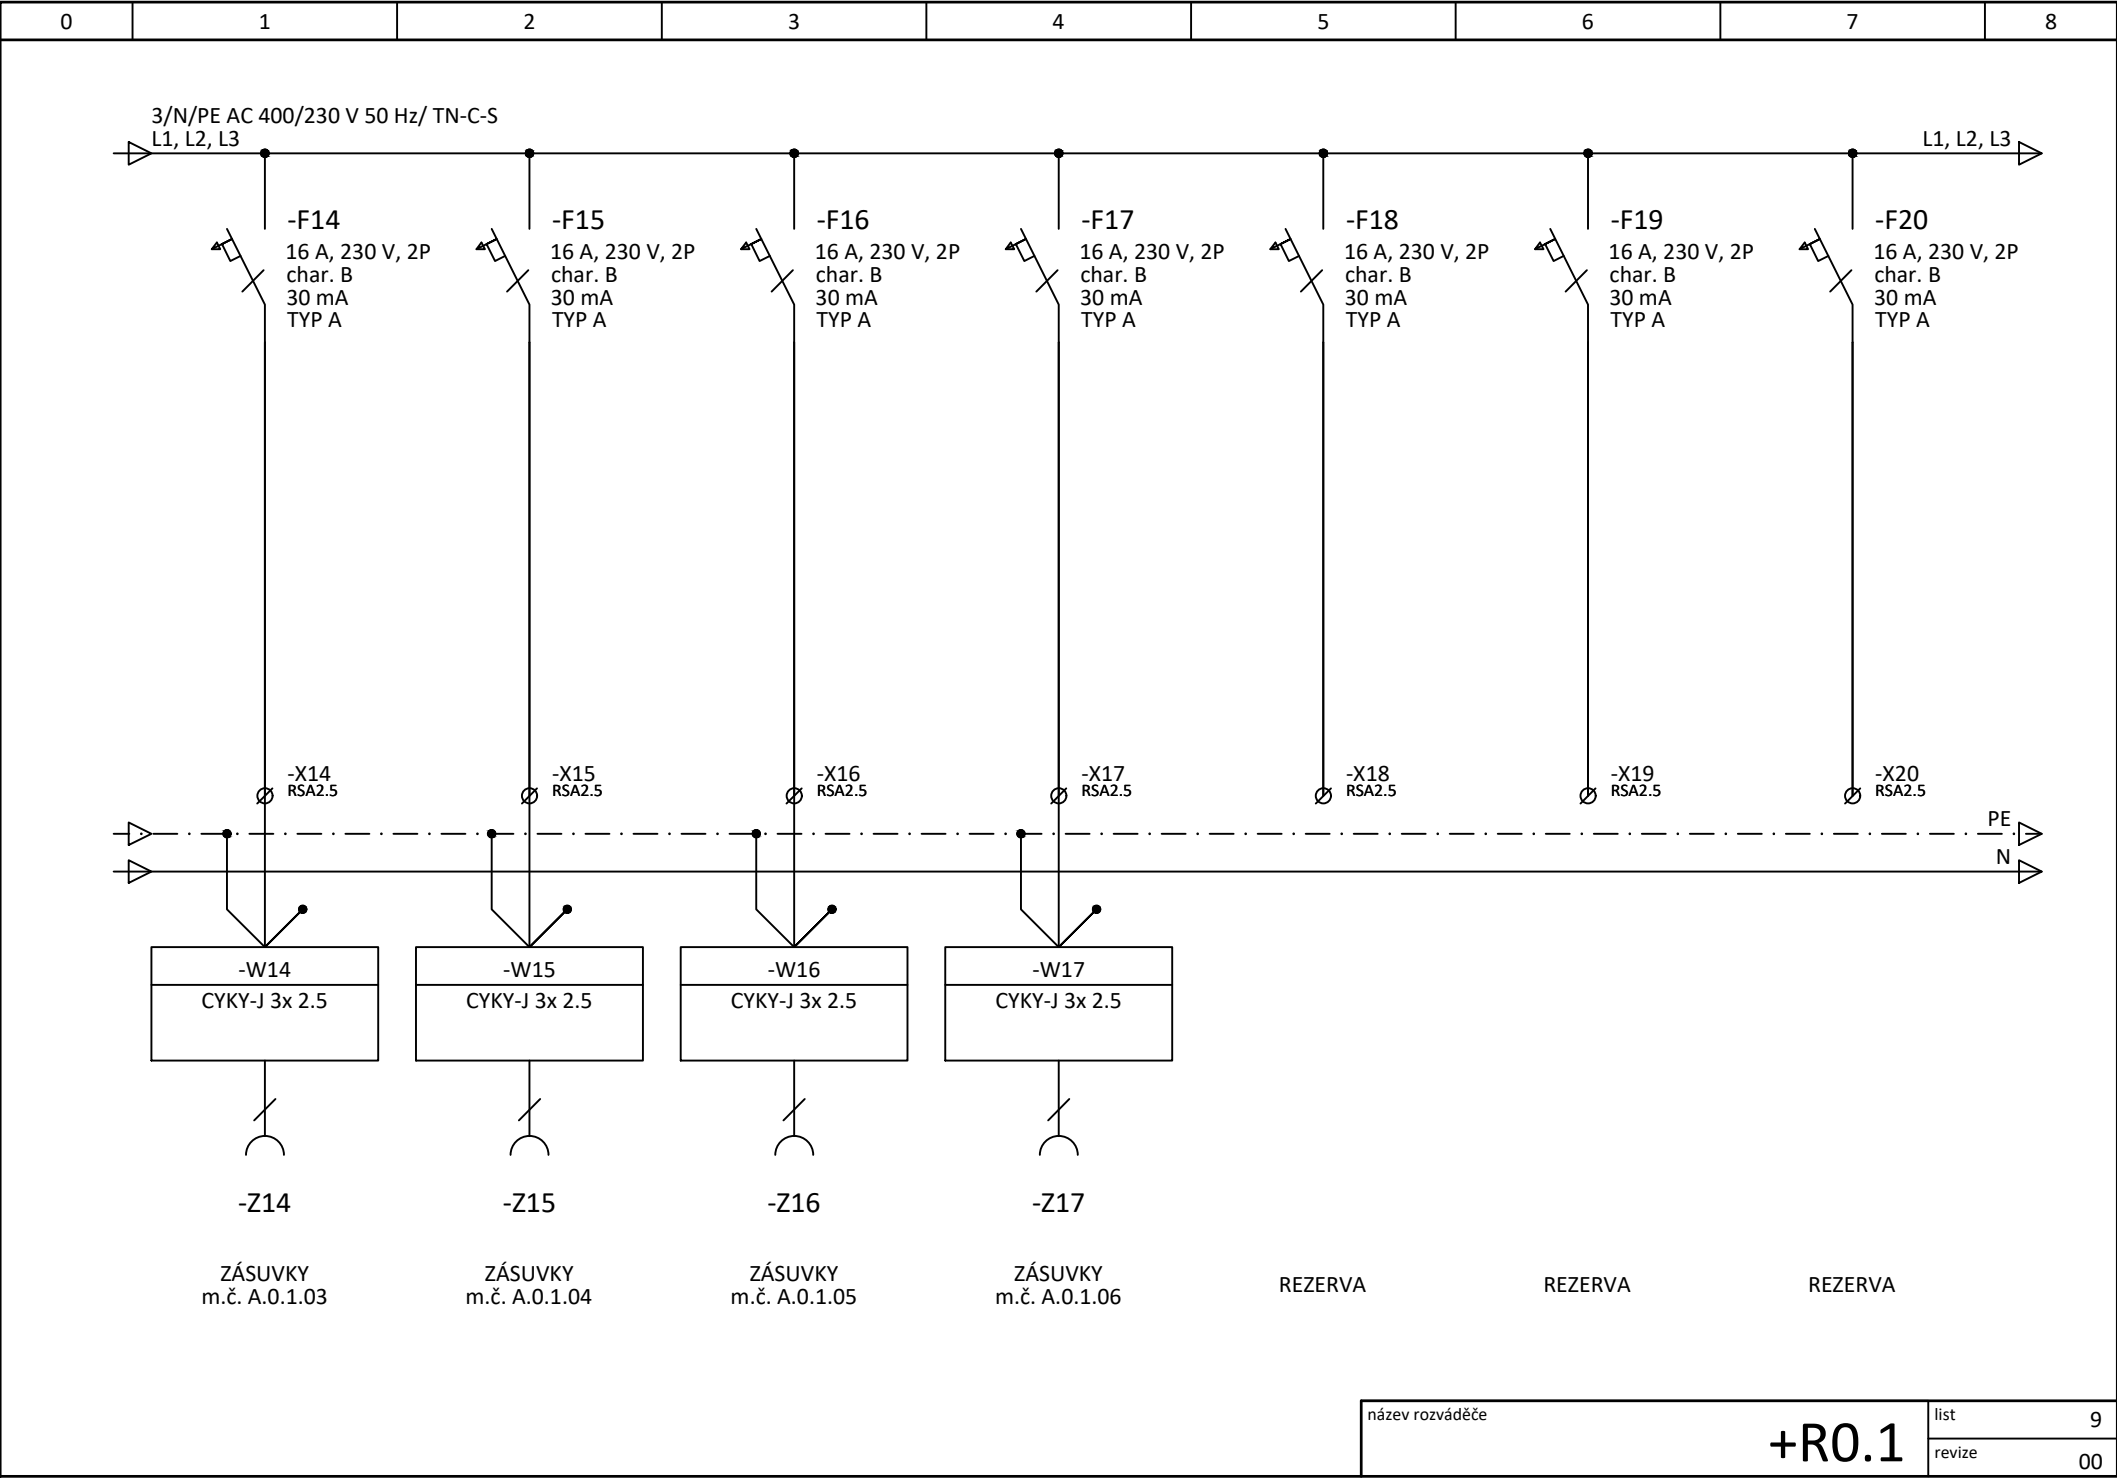 0 1 2 3 4 5 6 7 8
3/N/PE AC 400/230 V 50 Hz/ TN-C-S
L1, L2, L3
L1, L2, L3
-F14
16 A, 230 V, 2P
char. B
30 mA
TYP A
-F15
16 A, 230 V, 2P
char. B
30 mA
TYP A
-F16
16 A, 230 V, 2P
char. B
30 mA
TYP A
-F17
16 A, 230 V, 2P
char. B
30 mA
TYP A
-F18
16 A, 230 V, 2P
char. B
30 mA
TYP A
-F19
16 A, 230 V, 2P
char. B
30 mA
TYP A
-F20
16 A, 230 V, 2P
char. B
30 mA
TYP A
-X14
RSA2.5
-X15
RSA2.5
-X16
RSA2.5
-X17
RSA2.5
-X18
RSA2.5
-X19
RSA2.5
-X20
RSA2.5
PE
N
-W14
CYKY-J 3x 2.5
-W15
CYKY-J 3x 2.5
-W16
CYKY-J 3x 2.5
-W17
CYKY-J 3x 2.5
-Z14
-Z15
-Z16
-Z17
ZÁSUVKY
m.č. A.0.1.03
ZÁSUVKY
m.č. A.0.1.04
ZÁSUVKY
m.č. A.0.1.05
ZÁSUVKY
m.č. A.0.1.06
REZERVA
REZERVA
REZERVA
název rozváděče
+R0.1
list 9
revize 00